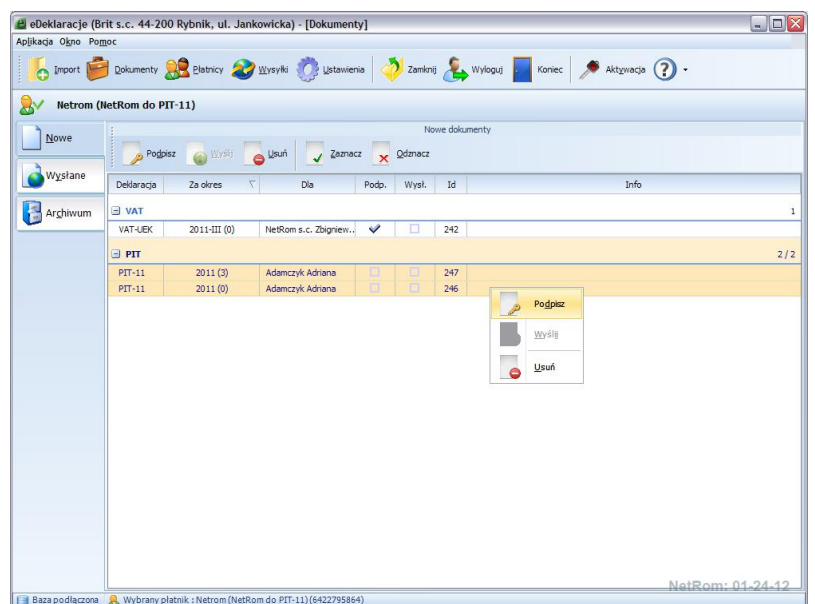 eDeklaracje (Brit s.c. 44-200 Rybnik, ul. Jankowicka) - [Dokumenty]
Aplikacja Okno Pomoc
Import Dokumenty Płatnicy Wysyłki Ustawienia Zamknij Wyloguj Koniec Aktywacja
Netrom (NetRom do PIT-11)
Nowe
Wysłane
Archiwum
Nowe dokumenty
Podpisz Wyślij Usuń Zaznacz Odznacz
Deklaracja Za okres Dla Podp. Wysł. Id Info
VAT 1
VAT-UEK 2011-III (0) NetRom s.c. Zbigniew.. 242
PIT 2/2
PIT-11 2011 (3) Adamczyk Adriana 247
PIT-11 2011 (0) Adamczyk Adriana 246
Podpisz
Wyślij
Usuń
NetRom: 01-24-12
Baza podłączona Wybrany płatnik : Netrom (NetRom do PIT-11) (6422795864)